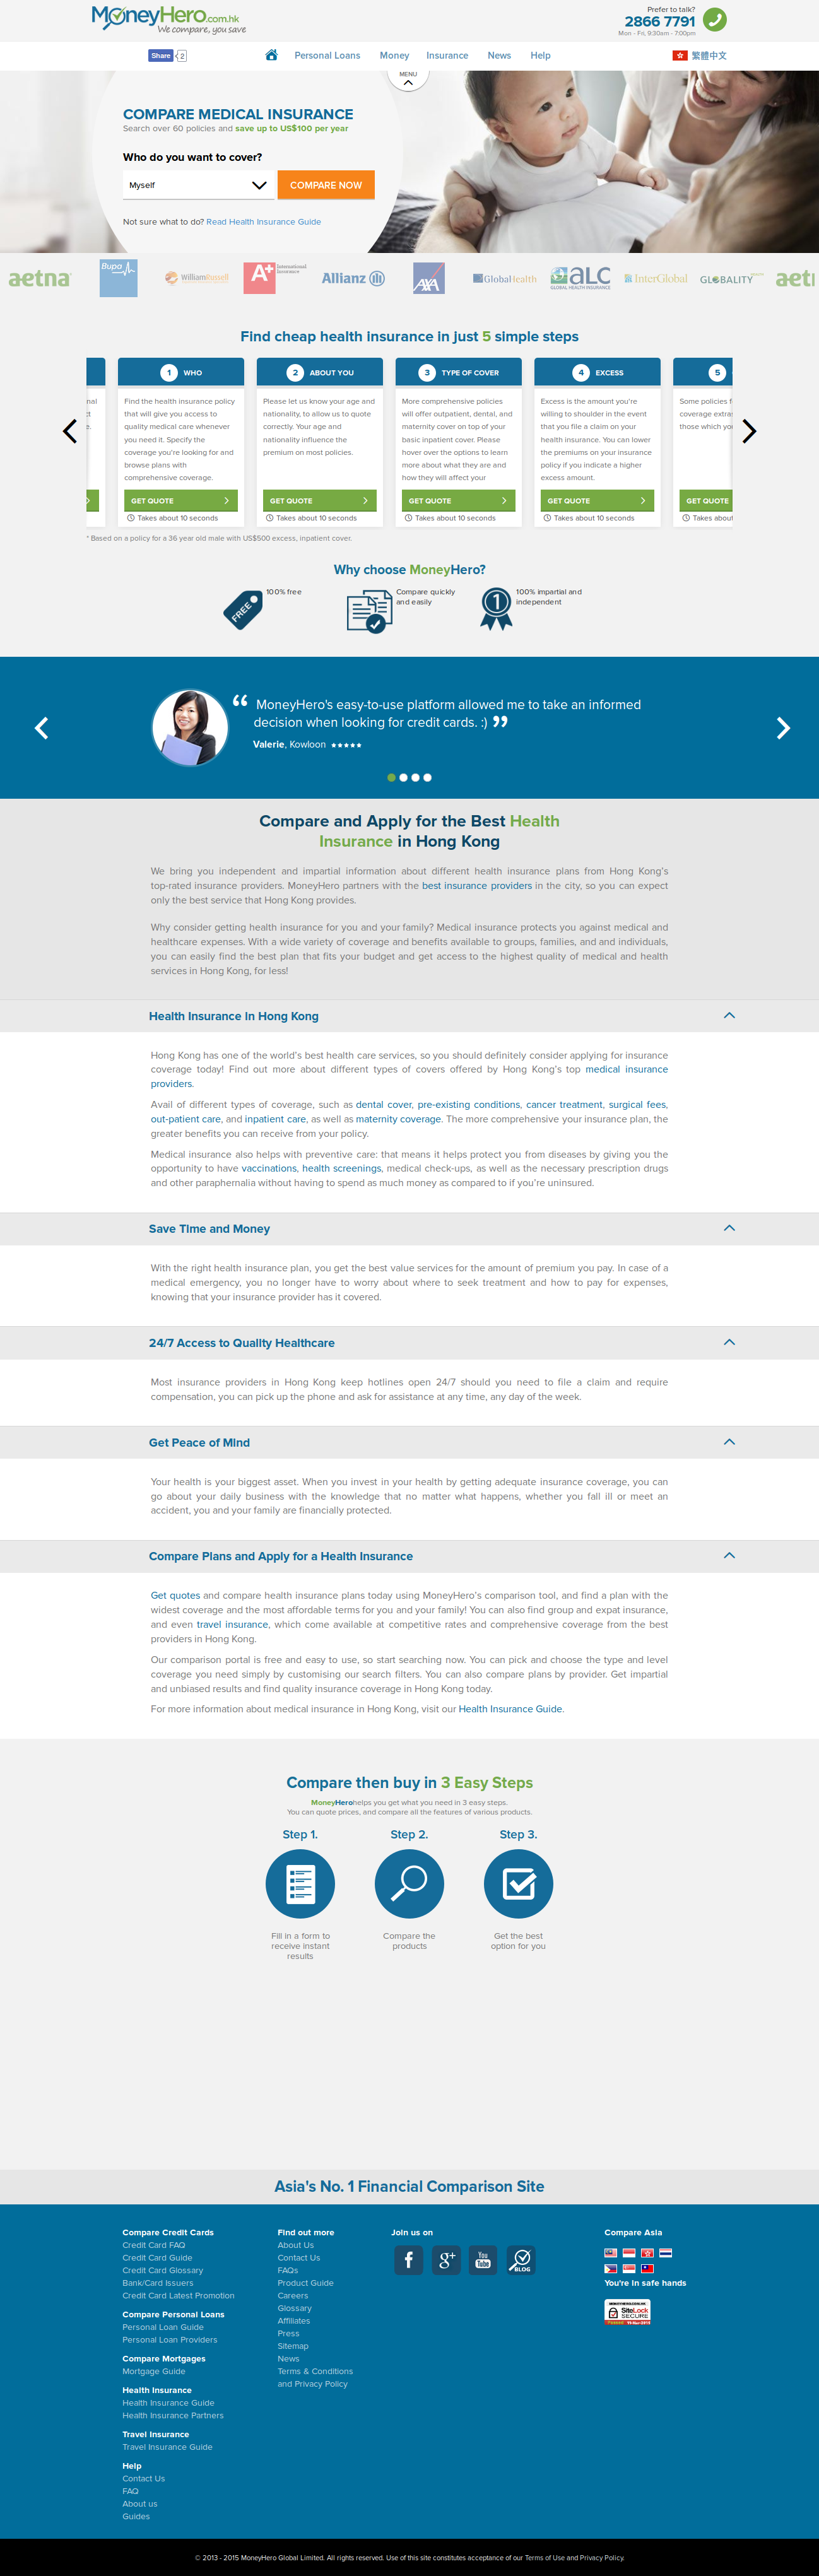 MoneyHero.com.hk
We compare, you save
Prefer to talk?
2866 7791
Mon - Fri, 9:30am - 7:00pm
Share 2
Personal Loans Money Insurance News Help
繁體中文
MENU
COMPARE MEDICAL INSURANCE
Search over 60 policies and save up to US$100 per year
Who do you want to cover?
Myself
COMPARE NOW
Not sure what to do? Read Health Insurance Guide
aetna
Bupa
WilliamRussell
A+ International Insurance
Allianz
AXA
GlobalHealth
aLC
GLOBAL HEALTH INSURANCE
InterGlobal
GLOBALITY
aetr
Find cheap health insurance in just 5 simple steps
1 WHO
Find the health insurance policy
that will give you access to
quality medical care whenever
you need it. Specify the
coverage you're looking for and
browse plans with
comprehensive coverage.
GET QUOTE
Takes about 10 seconds
2 ABOUT YOU
Please let us know your age and
nationality, to allow us to quote
correctly. Your age and
nationality influence the
premium on most policies.
GET QUOTE
Takes about 10 seconds
3 TYPE OF COVER
More comprehensive policies
will offer outpatient, dental, and
maternity cover on top of your
basic inpatient cover. Please
hover over the options to learn
more about what they are and
how they will affect your
GET QUOTE
Takes about 10 seconds
4 EXCESS
Excess is the amount you're
willing to shoulder in the event
that you file a claim on your
health insurance. You can lower
the premiums on your insurance
policy if you indicate a higher
excess amount.
GET QUOTE
Takes about 10 seconds
5
Some policies f
coverage extra
those which yo
GET QUOTE
Takes about
* Based on a policy for a 36 year old male with US$500 excess, inpatient cover.
Why choose MoneyHero?
FREE
100% free
Compare quickly
and easily
1
100% impartial and
independent
“ MoneyHero's easy-to-use platform allowed me to take an informed
decision when looking for credit cards. :) ”
Valerie, Kowloon ★★★★★
Compare and Apply for the Best Health
Insurance in Hong Kong
We bring you independent and impartial information about different health insurance plans from Hong Kong's
top-rated insurance providers. MoneyHero partners with the best insurance providers in the city, so you can expect
only the best service that Hong Kong provides.
Why consider getting health insurance for you and your family? Medical insurance protects you against medical and
healthcare expenses. With a wide variety of coverage and benefits available to groups, families, and and individuals,
you can easily find the best plan that fits your budget and get access to the highest quality of medical and health
services in Hong Kong, for less!
Health Insurance in Hong Kong
Hong Kong has one of the world's best health care services, so you should definitely consider applying for insurance
coverage today! Find out more about different types of covers offered by Hong Kong's top medical insurance
providers.
Avail of different types of coverage, such as dental cover, pre-existing conditions, cancer treatment, surgical fees,
out-patient care, and inpatient care, as well as maternity coverage. The more comprehensive your insurance plan, the
greater benefits you can receive from your policy.
Medical insurance also helps with preventive care: that means it helps protect you from diseases by giving you the
opportunity to have vaccinations, health screenings, medical check-ups, as well as the necessary prescription drugs
and other paraphernalia without having to spend as much money as compared to if you're uninsured.
Save Time and Money
With the right health insurance plan, you get the best value services for the amount of premium you pay. In case of a
medical emergency, you no longer have to worry about where to seek treatment and how to pay for expenses,
knowing that your insurance provider has it covered.
24/7 Access to Quality Healthcare
Most insurance providers in Hong Kong keep hotlines open 24/7 should you need to file a claim and require
compensation, you can pick up the phone and ask for assistance at any time, any day of the week.
Get Peace of Mind
Your health is your biggest asset. When you invest in your health by getting adequate insurance coverage, you can
go about your daily business with the knowledge that no matter what happens, whether you fall ill or meet an
accident, you and your family are financially protected.
Compare Plans and Apply for a Health Insurance
Get quotes and compare health insurance plans today using MoneyHero's comparison tool, and find a plan with the
widest coverage and the most affordable terms for you and your family! You can also find group and expat insurance,
and even travel insurance, which come available at competitive rates and comprehensive coverage from the best
providers in Hong Kong.
Our comparison portal is free and easy to use, so start searching now. You can pick and choose the type and level
coverage you need simply by customising our search filters. You can also compare plans by provider. Get impartial
and unbiased results and find quality insurance coverage in Hong Kong today.
For more information about medical insurance in Hong Kong, visit our Health Insurance Guide.
Compare then buy in 3 Easy Steps
MoneyHerohelps you get what you need in 3 easy steps.
You can quote prices, and compare all the features of various products.
Step 1.
Fill in a form to
receive instant
results
Step 2.
Compare the
products
Step 3.
Get the best
option for you
Asia's No. 1 Financial Comparison Site
Compare Credit Cards
Credit Card FAQ
Credit Card Guide
Credit Card Glossary
Bank/Card Issuers
Credit Card Latest Promotion
Compare Personal Loans
Personal Loan Guide
Personal Loan Providers
Compare Mortgages
Mortgage Guide
Health Insurance
Health Insurance Guide
Health Insurance Partners
Travel Insurance
Travel Insurance Guide
Help
Contact Us
FAQ
About us
Guides
Find out more
About Us
Contact Us
FAQs
Product Guide
Careers
Glossary
Affiliates
Press
Sitemap
News
Terms & Conditions
and Privacy Policy
Join us on
f
g+
You Tube
BLOG
Compare Asia
You're in safe hands
SiteLock
SECURE
© 2013 - 2015 MoneyHero Global Limited. All rights reserved. Use of this site constitutes acceptance of our Terms of Use and Privacy Policy.